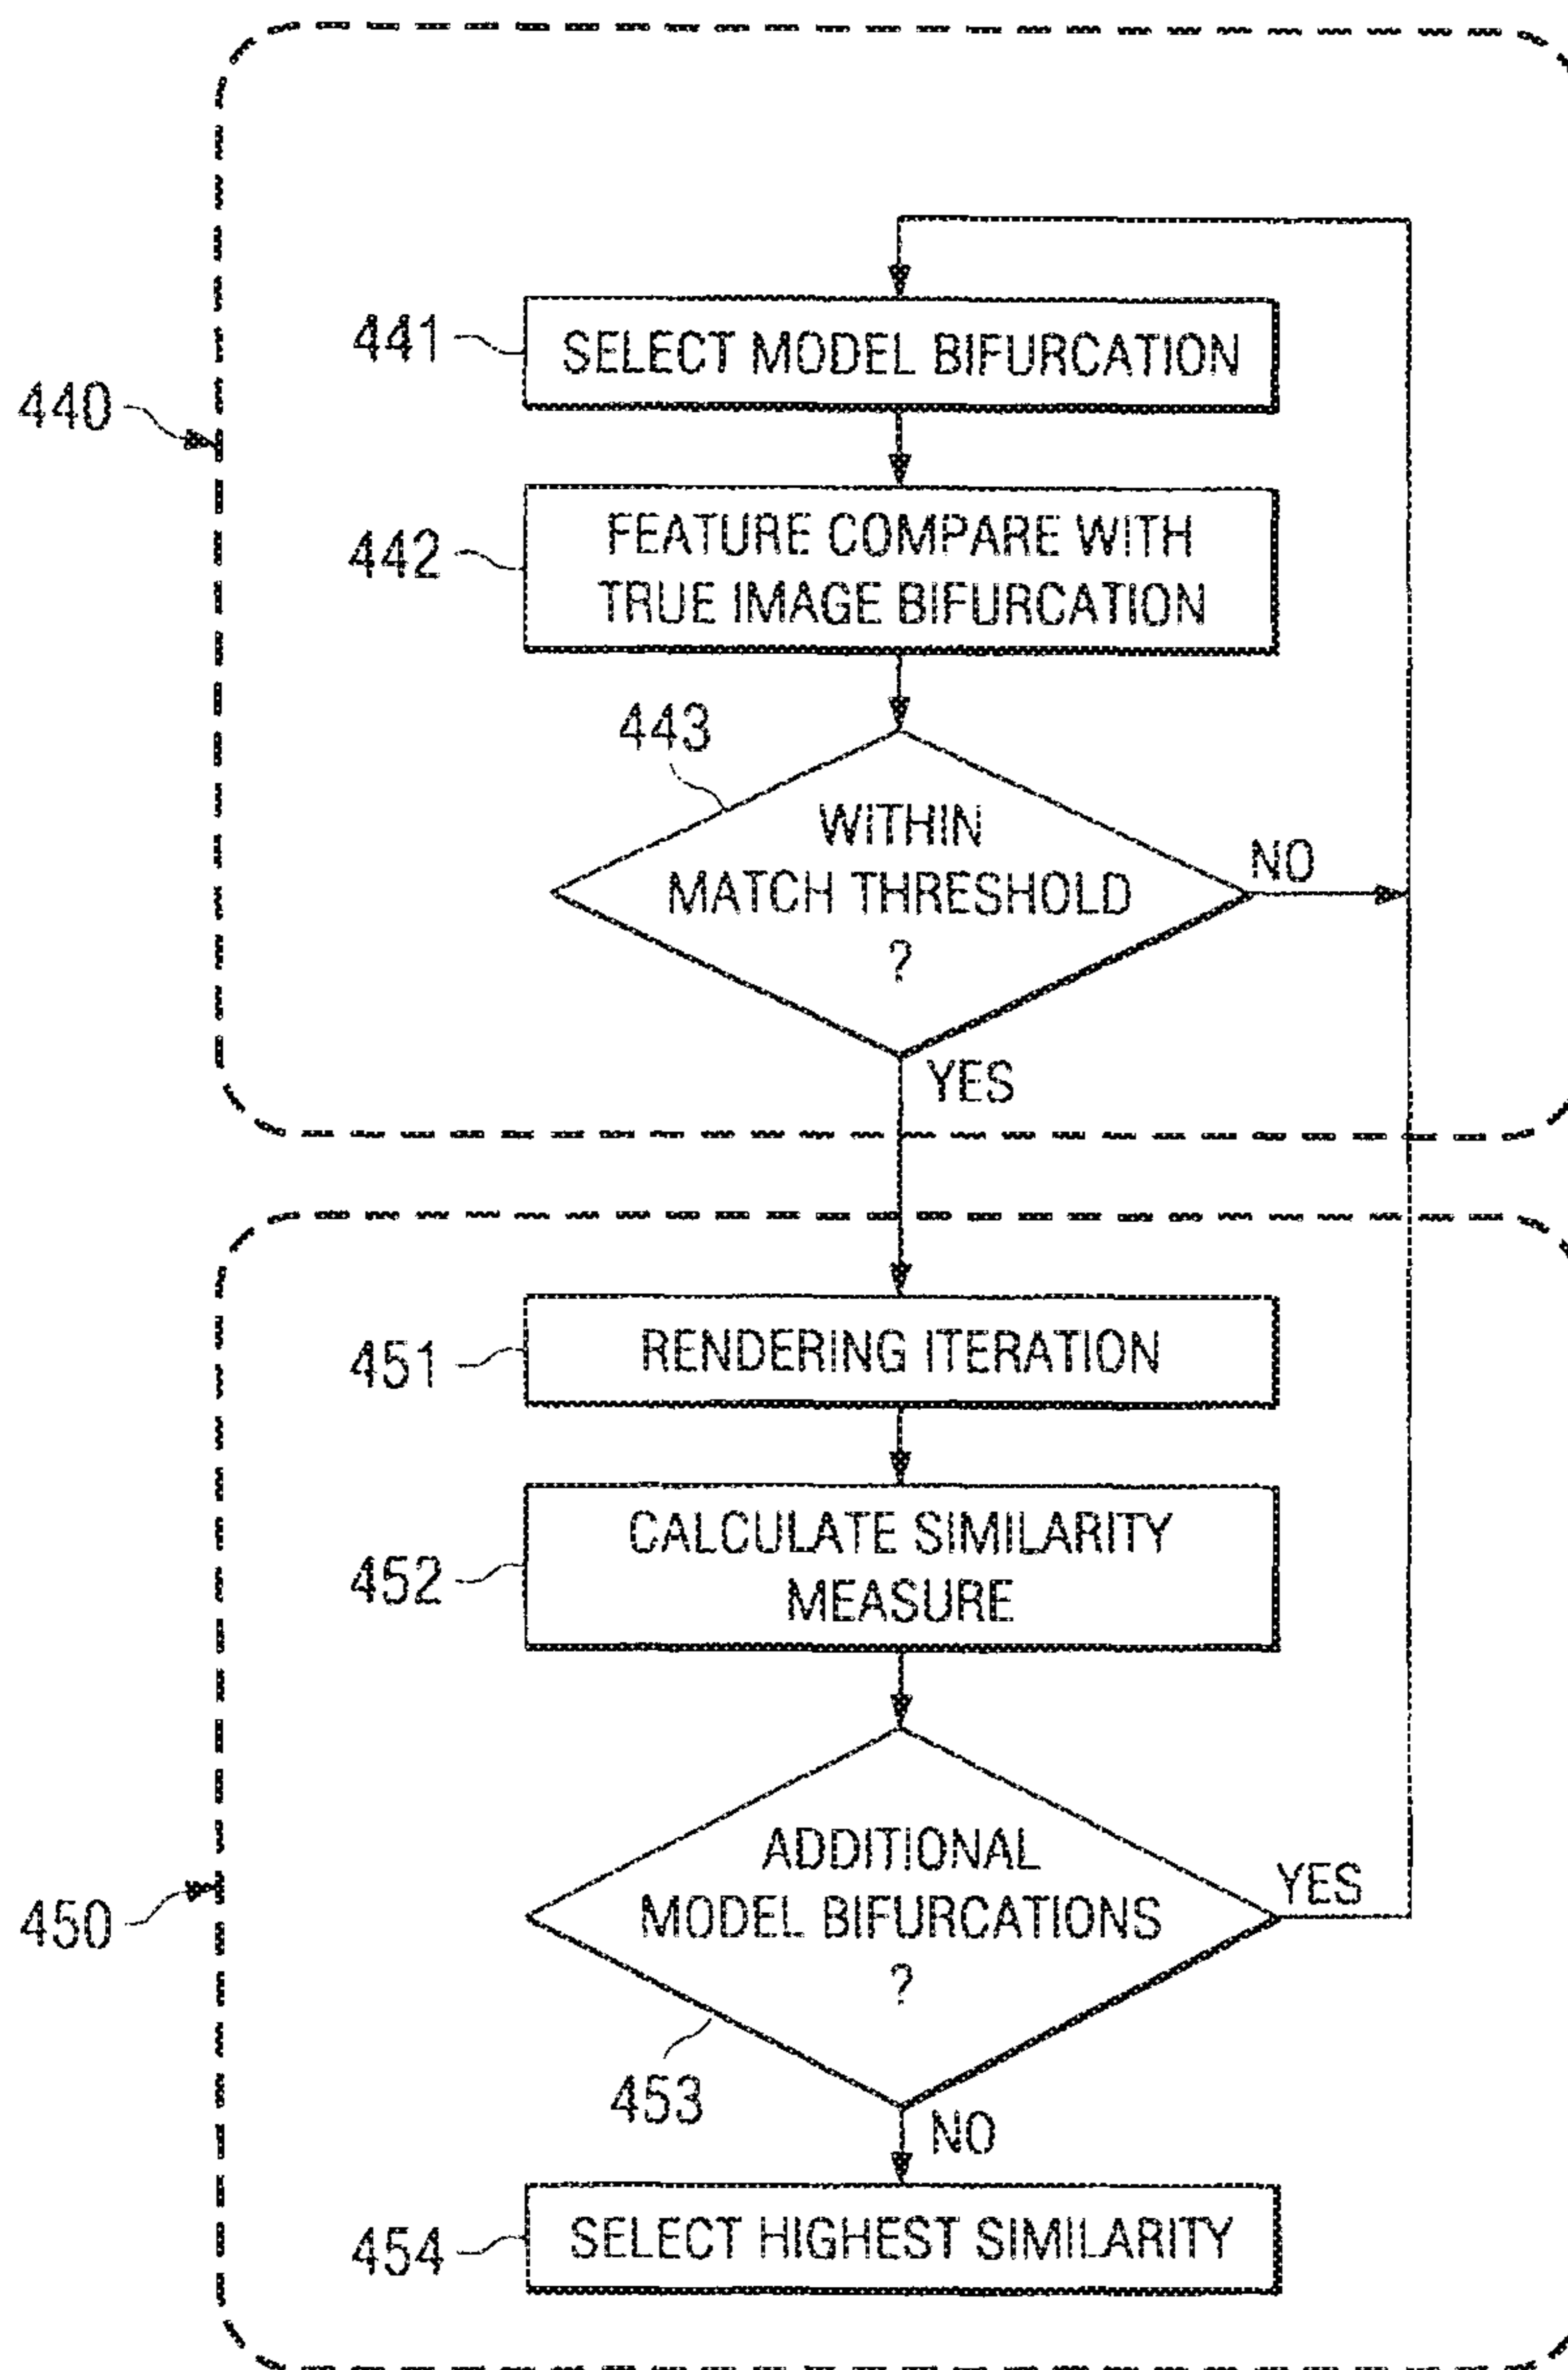 441
SELECT MODEL BIFURCATION
440
442
FEATURE COMPARE WITH
TRUE IMAGE BIFURCATION
443
WITHIN
MATCH THRESHOLD
?
NO
YES
451
RENDERING ITERATION
452
CALCULATE SIMILARITY
MEASURE
ADDITIONAL
MODEL BIFURCATIONS
?
YES
450
453
NO
454
SELECT HIGHEST SIMILARITY